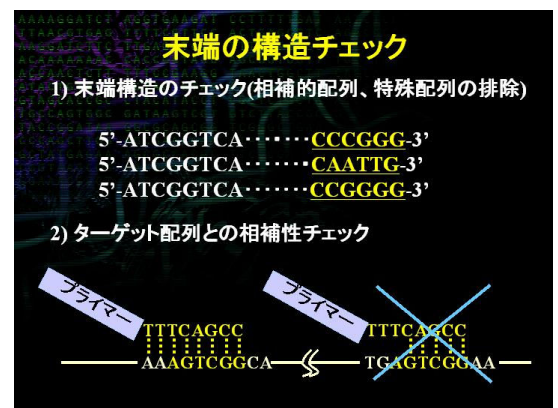 末端の構造チェック
1) 末端構造のチェック(相補的配列、特殊配列の排除)
5’-ATCGGTCA‥‥‥‥CCCGGG-3’
5’-ATCGGTCA‥‥‥‥CAATTG-3’
5’-ATCGGTCA‥‥‥‥CCGGGG-3’
2) ターゲット配列との相補性チェック
プライマー
TTTCAGCC
AAAGTCGGCA
プライマー
TTTCAGCC
TGAGTCGGAA